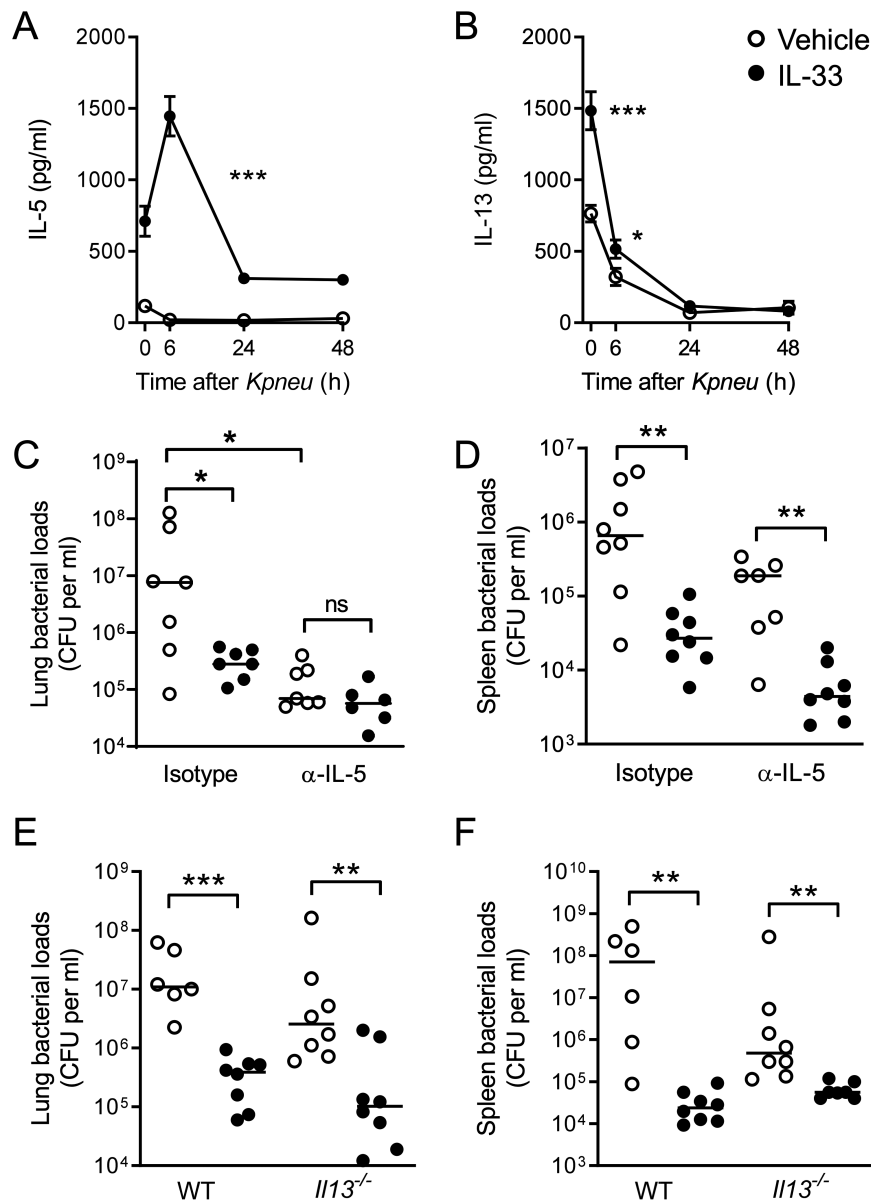 A
2000
1500
1000
500
0
IL-5 (pg/ml)
***
0 6 24 48
Time after Kpneu (h)
B
2000
1500
1000
500
0
IL-13 (pg/ml)
***
*
0 6 24 48
Time after Kpneu (h)
Vehicle
IL-33
C
10⁹
10⁸
10⁷
10⁶
10⁵
10⁴
Lung bacterial loads
(CFU per ml)
*
*
ns
Isotype α-IL-5
D
10⁷
10⁶
10⁵
10⁴
10³
Spleen bacterial loads
(CFU per ml)
**
**
Isotype α-IL-5
E
10⁹
10⁸
10⁷
10⁶
10⁵
10⁴
Lung bacterial loads
(CFU per ml)
***
**
WT Il13⁻/⁻
F
10¹⁰
10⁹
10⁸
10⁷
10⁶
10⁵
10⁴
10³
Spleen bacterial loads
(CFU per ml)
**
**
WT Il13⁻/⁻